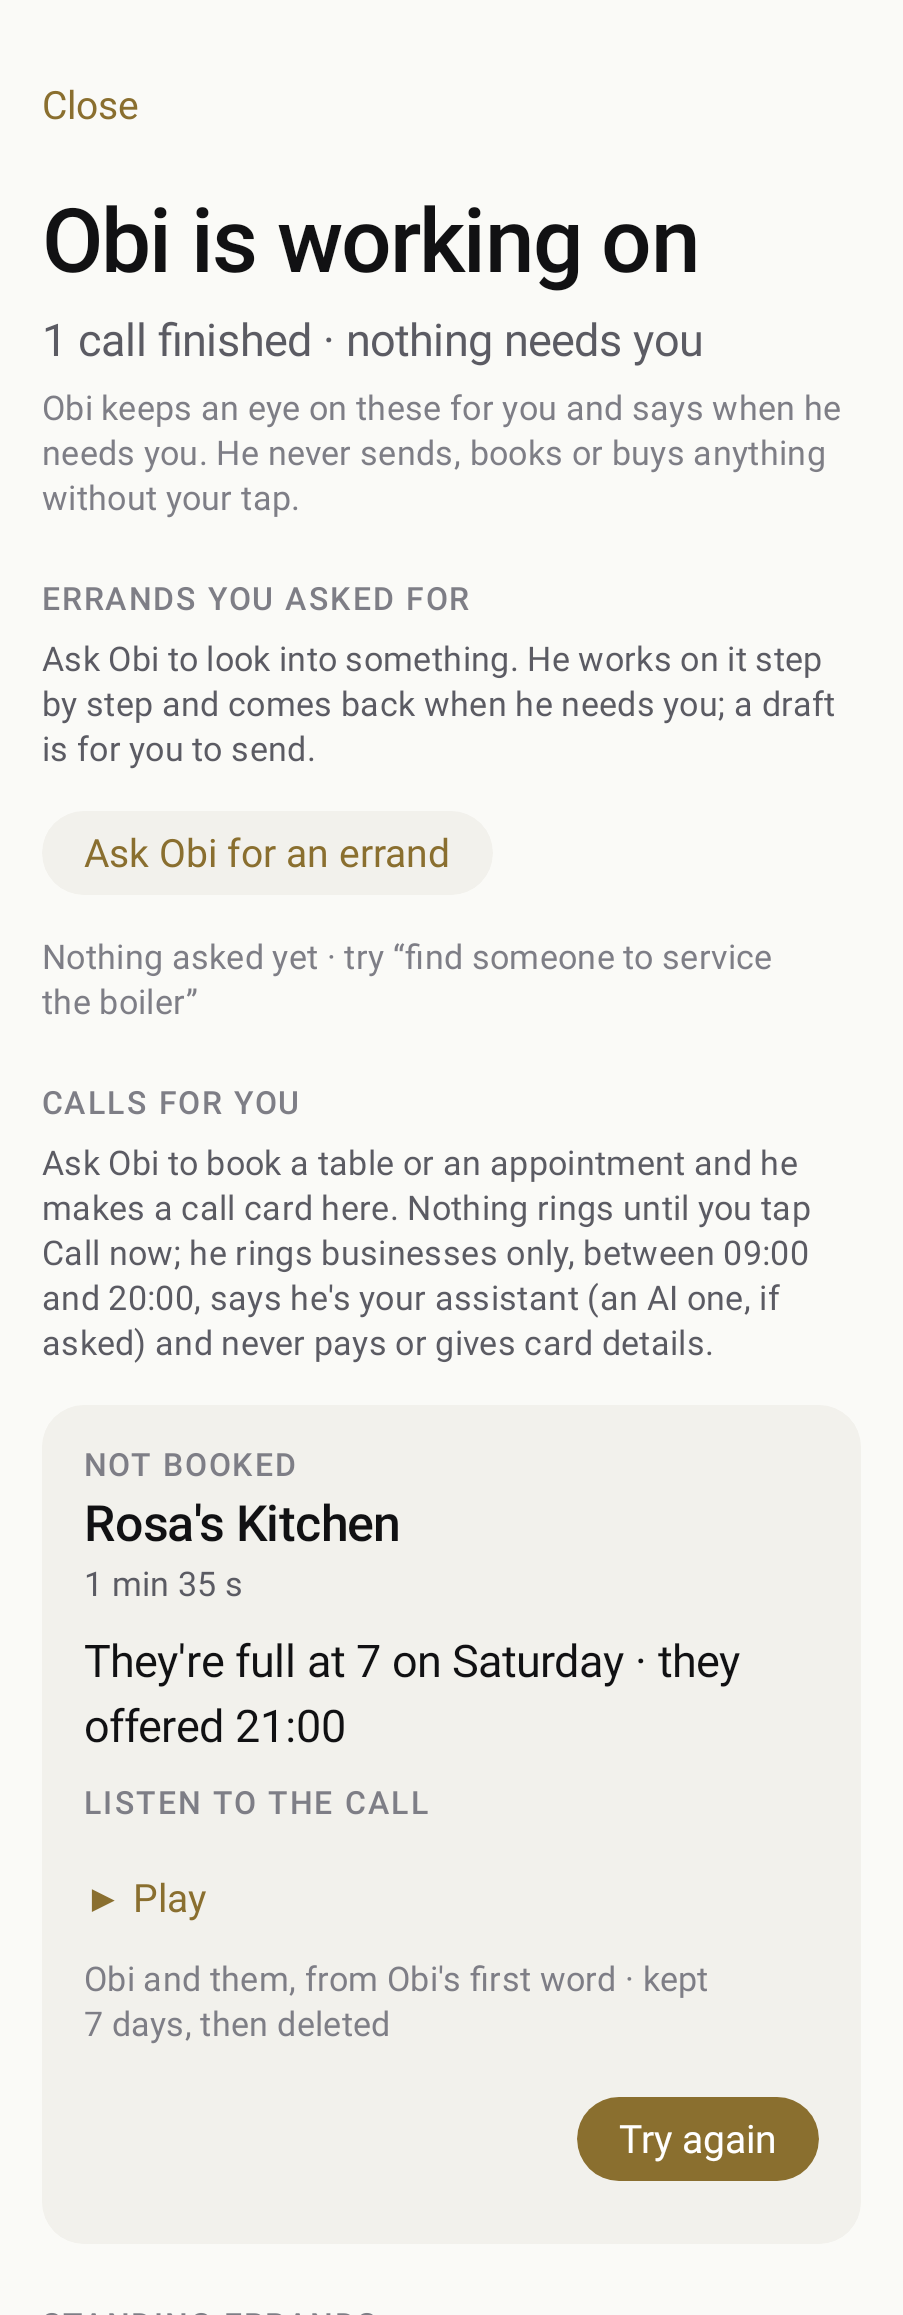 Close
Obi is working on
1 call finished · nothing needs you
Obi keeps an eye on these for you and says when he
needs you. He never sends, books or buys anything
without your tap.
ERRANDS YOU ASKED FOR
Ask Obi to look into something. He works on it step
by step and comes back when he needs you; a draft
is for you to send.
Ask Obi for an errand
Nothing asked yet · try “find someone to service
the boiler”
CALLS FOR YOU
Ask Obi to book a table or an appointment and he
makes a call card here. Nothing rings until you tap
Call now; he rings businesses only, between 09:00
and 20:00, says he's your assistant (an AI one, if
asked) and never pays or gives card details.
NOT BOOKED
Rosa's Kitchen
1 min 35 s
They're full at 7 on Saturday · they
offered 21:00
LISTEN TO THE CALL
► Play
Obi and them, from Obi's first word · kept
7 days, then deleted
Try again